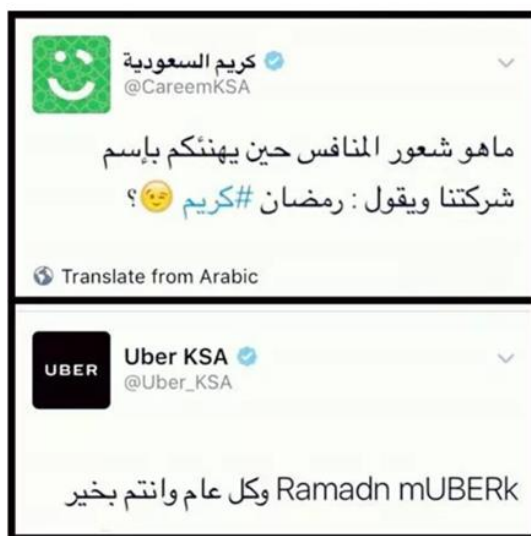 كريم السعودية
@CareemKSA
ماهو شعور المنافس حين يهنئكم بإسم
شركتنا ويقول : رمضان #كريم 😉؟
Translate from Arabic
UBER
Uber KSA
@Uber_KSA
Ramadn mUBERk وكل عام وانتم بخير